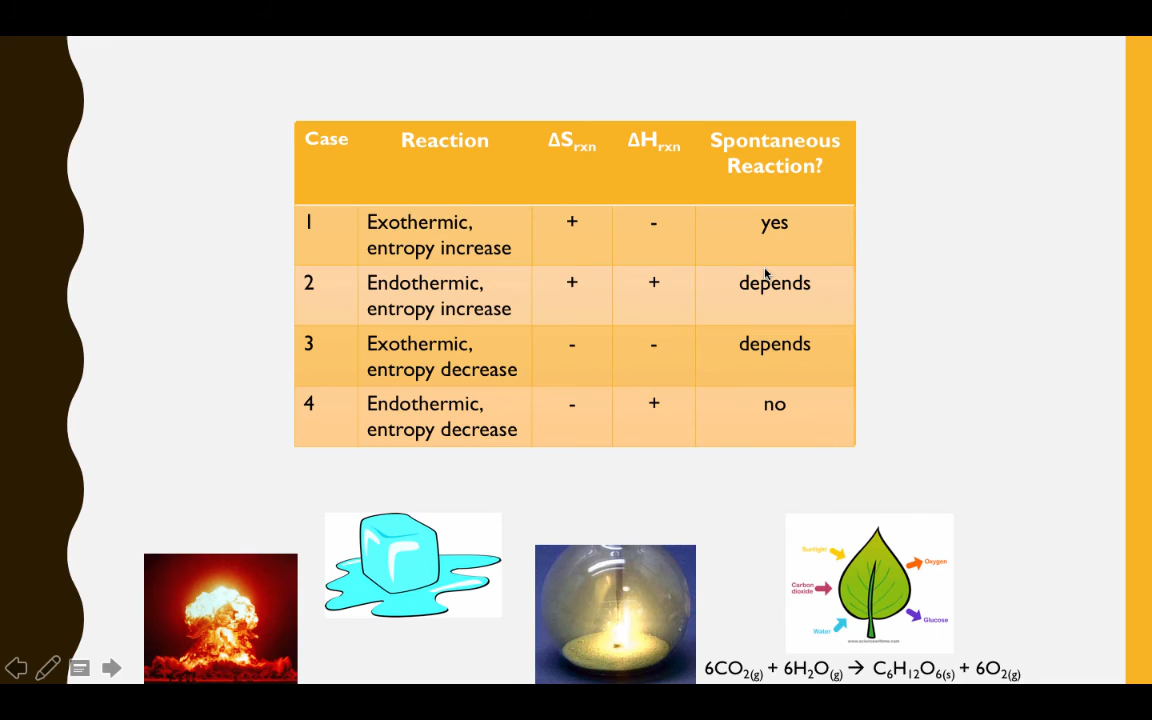 Case Reaction ΔSrxn ΔHrxn Spontaneous
Reaction?
1 Exothermic, + - yes
entropy increase
2 Endothermic, + + depends
entropy increase
3 Exothermic, - - depends
entropy decrease
4 Endothermic, - + no
entropy decrease
Sunlight
Oxygen
Carbon
dioxide
Glucose
Water
6CO2(g) + 6H2O(g) → C6H12O6(s) + 6O2(g)